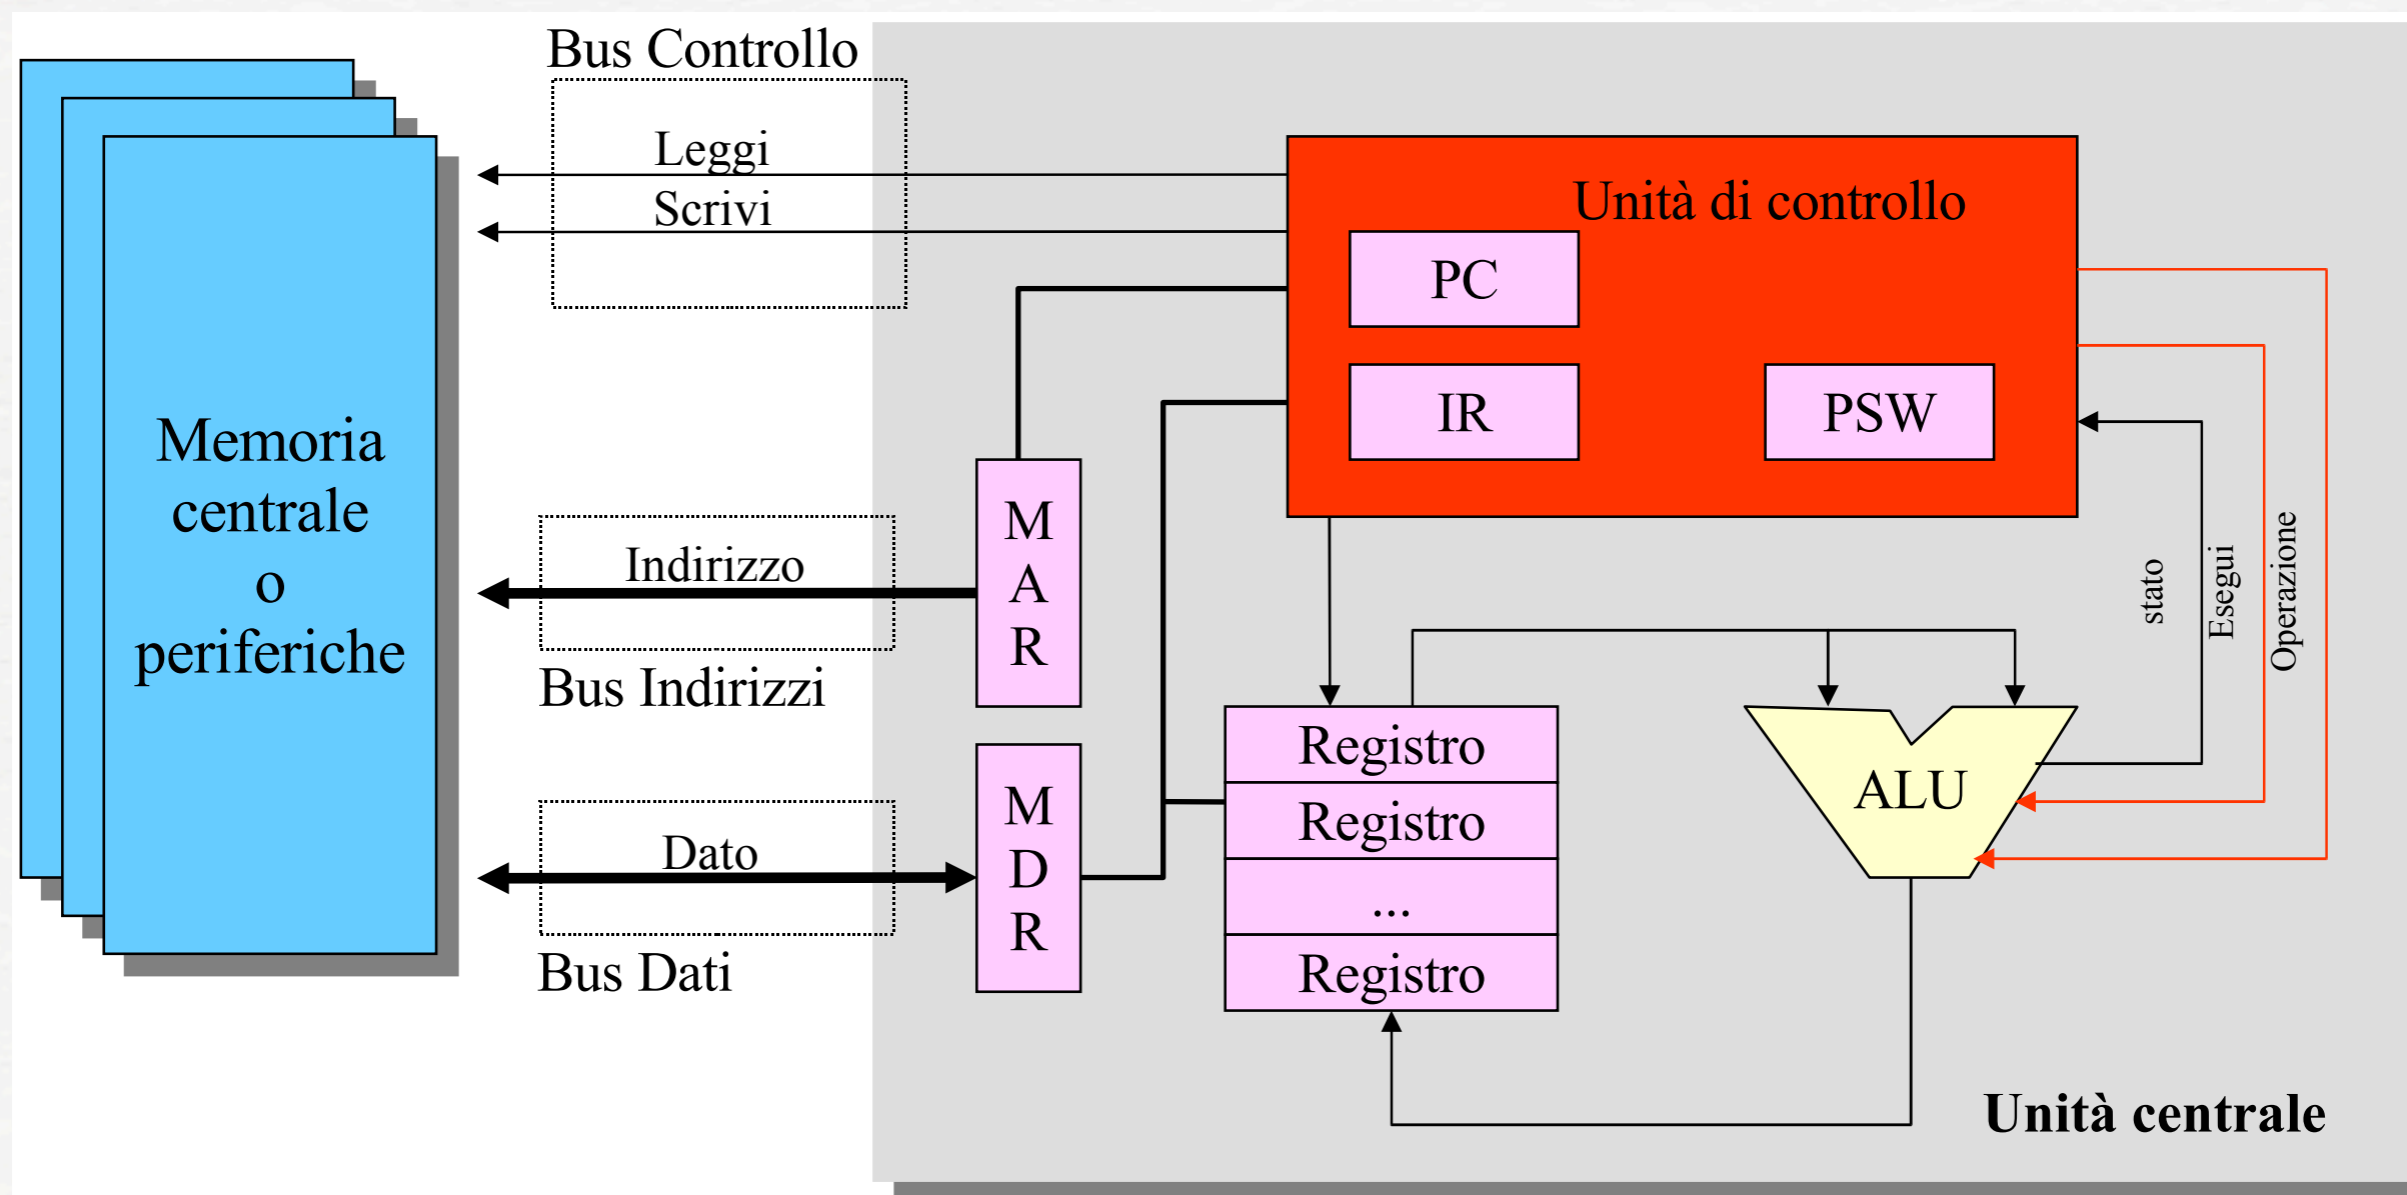 Bus Controllo
Leggi
Scrivi
Unità di controllo
PC
IR
PSW
Memoria
centrale
o
periferiche
Indirizzo
Bus Indirizzi
M
A
R
stato
Esegui
Operazione
Dato
Bus Dati
M
D
R
Registro
Registro
...
Registro
ALU
Unità centrale